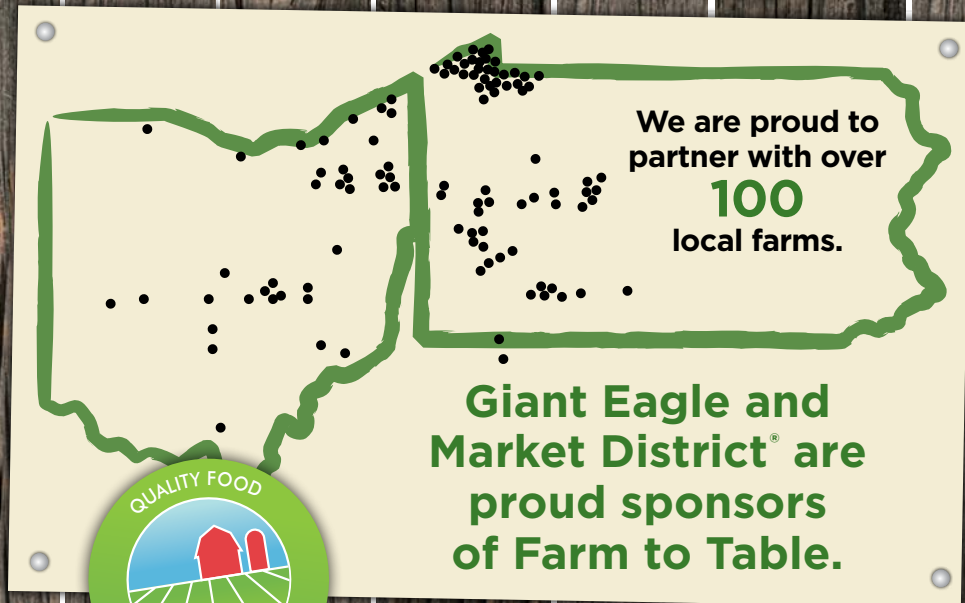 We are proud to
partner with over
100
local farms.
Giant Eagle and
Market District® are
proud sponsors
of Farm to Table.
QUALITY FOOD